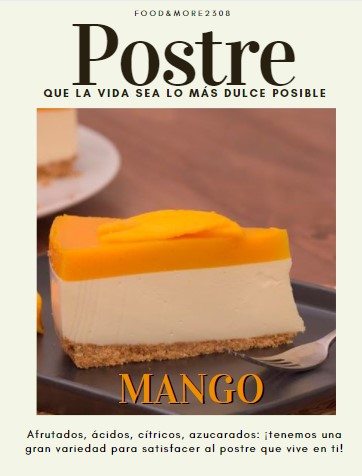 FOOD&MORE2308
Postre
QUE LA VIDA SEA LO MÁS DULCE POSIBLE
MANGO
Afrutados, ácidos, cítricos, azucarados: ¡tenemos una
gran variedad para satisfacer al postre que vive en ti!